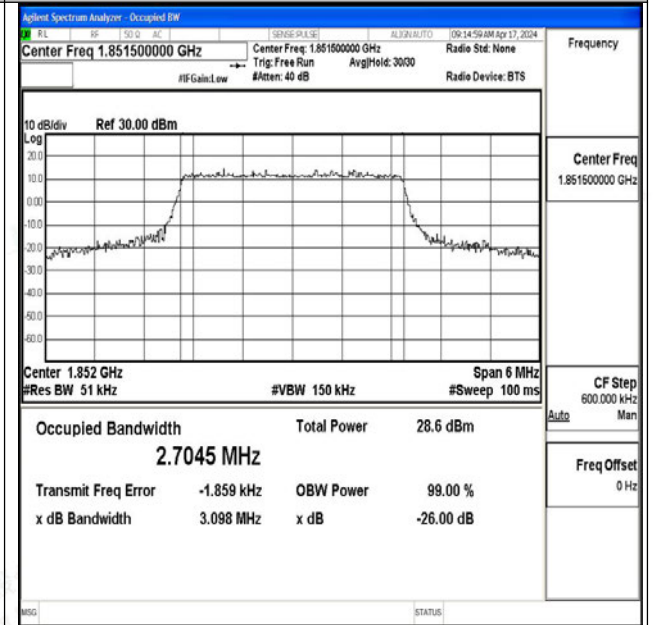 Agilent Spectrum Analyzer - Occupied BW
RL RF 50 Ω AC SENSE:PULSE ALIGN AUTO 09:14:59 AM Apr 17, 2024
Center Freq 1.851500000 GHz
Center Freq: 1.851500000 GHz
Radio Std: None
Trig: Free Run Avg|Hold: 30/30
#IFGain:Low
#Atten: 40 dB
Radio Device: BTS
Frequency
10 dB/div Ref 30.00 dBm
Log
20.0
10.0
0.00
-10.0
-20.0
-30.0
-40.0
-50.0
-60.0
Center Freq
1.851500000 GHz
Center 1.852 GHz
Span 6 MHz
#Res BW 51 kHz
#VBW 150 kHz
#Sweep 100 ms
CF Step
600.000 kHz
Auto Man
Occupied Bandwidth
Total Power 28.6 dBm
2.7045 MHz
Transmit Freq Error -1.859 kHz OBW Power 99.00 %
x dB Bandwidth 3.098 MHz x dB -26.00 dB
Freq Offset
0 Hz
MSG
STATUS